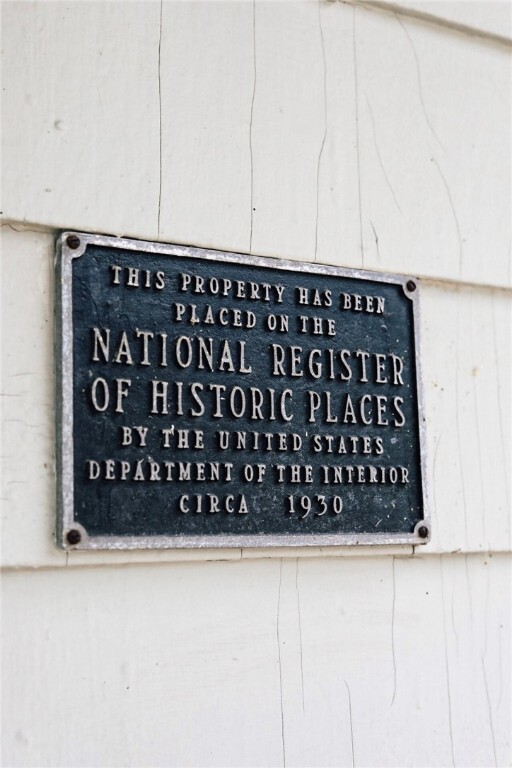 THIS PROPERTY HAS BEEN
PLACED ON THE
NATIONAL REGISTER
OF HISTORIC PLACES
BY THE UNITED STATES
DEPARTMENT OF THE INTERIOR
CIRCA 1930